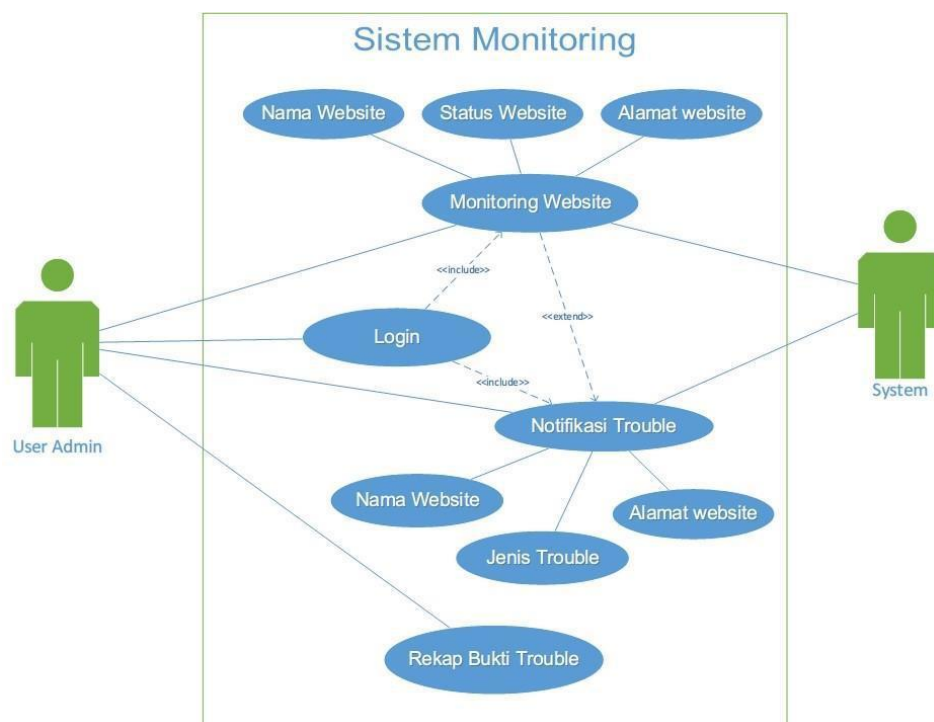 Sistem Monitoring
Nama Website
Status Website
Alamat website
Monitoring Website
<<include>>
<<extend>>
Login
<<include>>
System
Notifikasi Trouble
User Admin
Nama Website
Alamat website
Jenis Trouble
Rekap Bukti Trouble